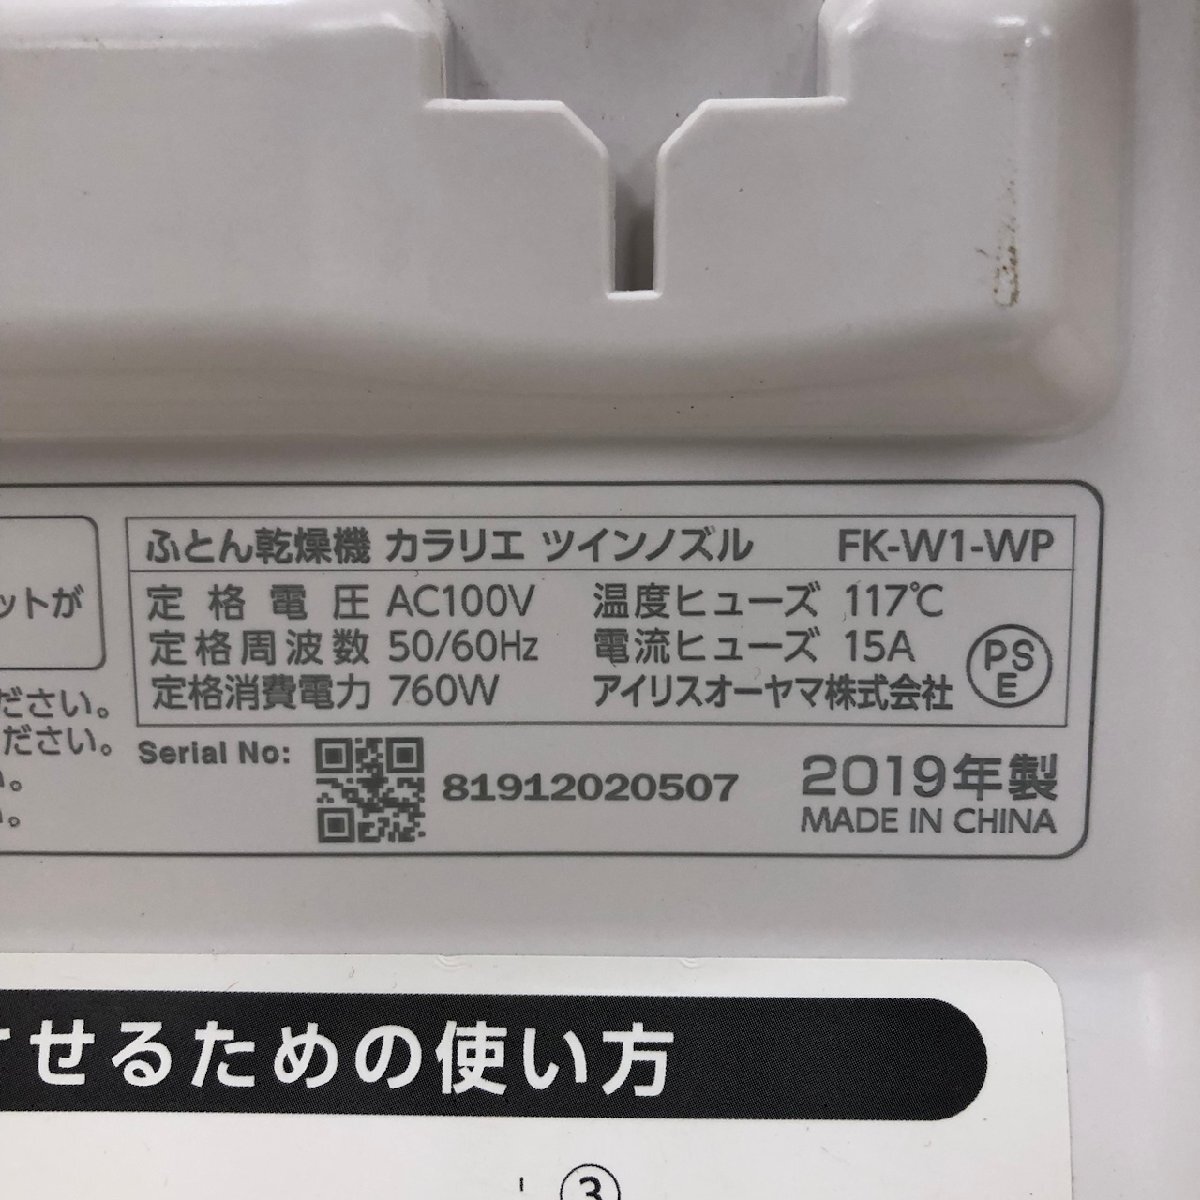 ふとん乾燥機 カラリエ ツインノズル FK-W1-WP
定格電圧 AC100V 温度ヒューズ 117℃
定格周波数 50/60Hz 電流ヒューズ 15A
定格消費電力 760W アイリスオーヤマ株式会社
PSE
ットが
ださい。
ださい。
い。
い。
Serial No: 81912020507
2019年製
MADE IN CHINA
させるための使い方
③